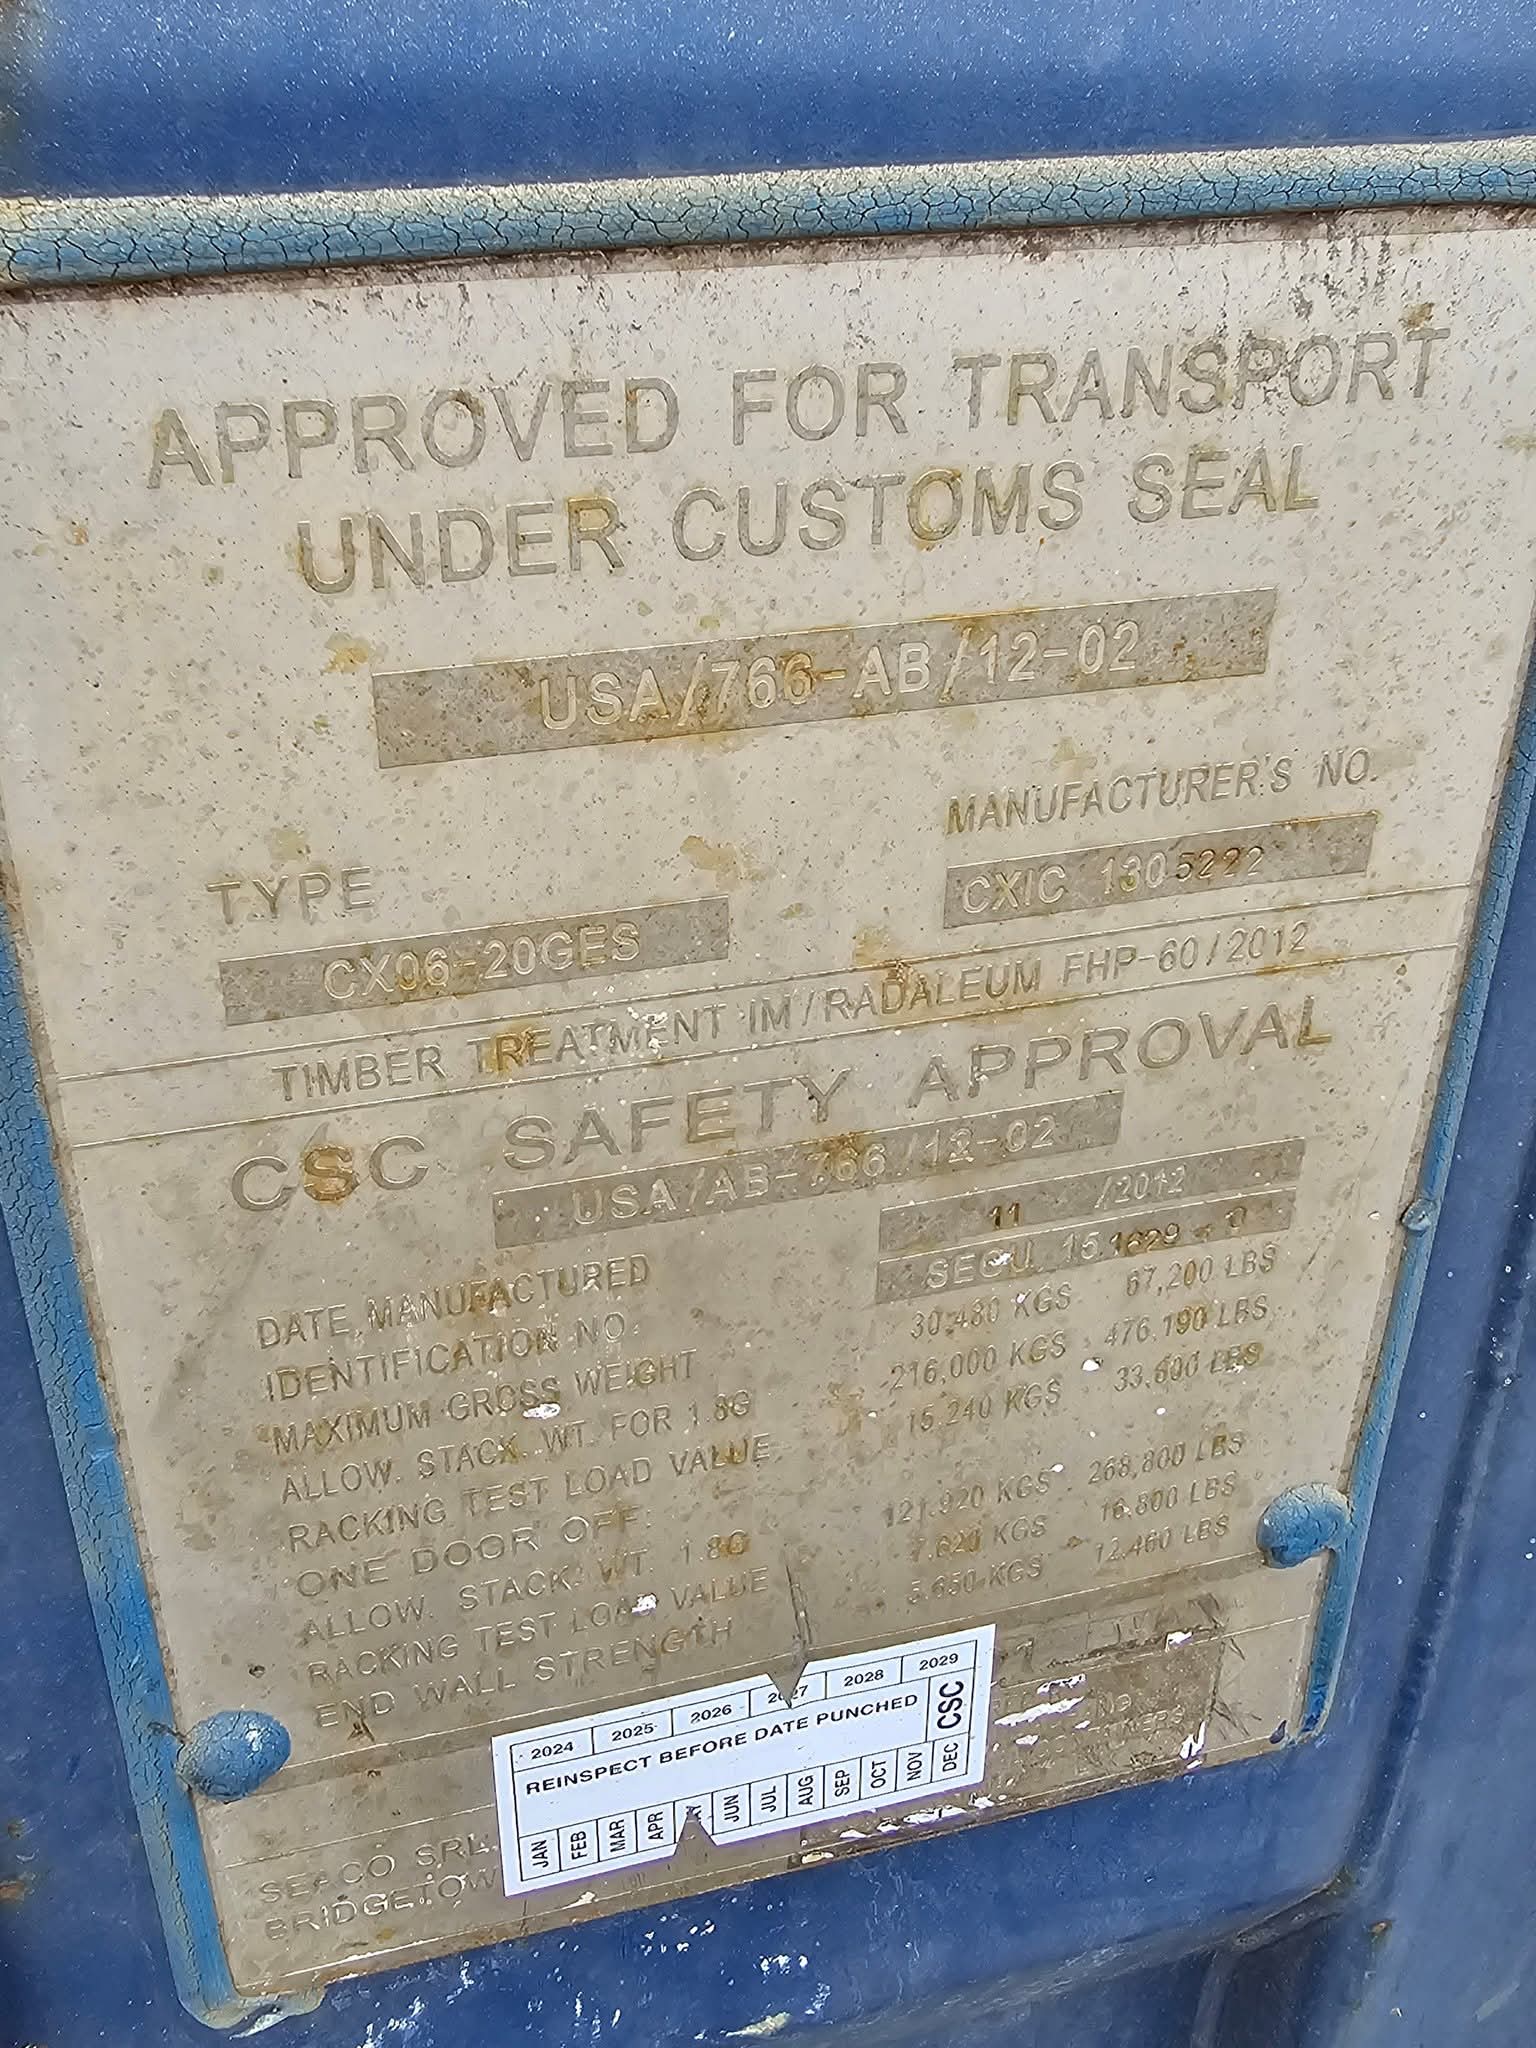 APPROVED FOR TRANSPORT
UNDER CUSTOMS SEAL
USA/766-AB/12-02
TYPE
MANUFACTURER'S NO.
CX06-20GES
CXIC 1305222
TIMBER TREATMENT IM/RADALEUM FHP-60/2012
CSC SAFETY APPROVAL
USA/AB-766/12-02
DATE MANUFACTURED 11 /2012
IDENTIFICATION NO. SEGU 151629-0
MAXIMUM GROSS WEIGHT 30,480 KGS 67,200 LBS
ALLOW. STACK. WT. FOR 1.8G 216,000 KGS 476,190 LBS
RACKING TEST LOAD VALUE 15,240 KGS 33,600 LBS
ONE DOOR OFF:
ALLOW. STACK. WT. 1.8G 121,920 KGS 268,800 LBS
RACKING TEST LOAD VALUE 7,620 KGS 16,800 LBS
END WALL STRENGTH 5,650 KGS 12,460 LBS
2024 2025 2026 2027 2028 2029
REINSPECT BEFORE DATE PUNCHED CSC
JAN FEB MAR APR JUN JUL AUG SEP OCT NOV DEC
SRL